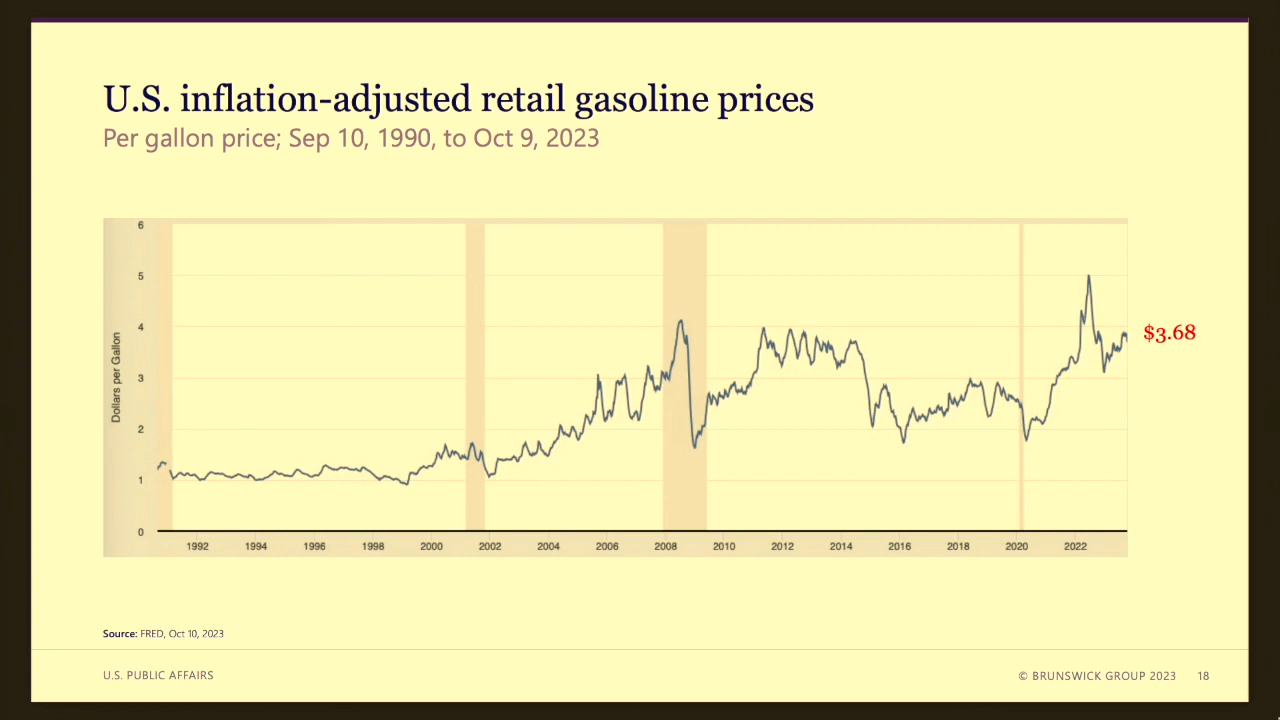 U.S. inflation-adjusted retail gasoline prices
Per gallon price; Sep 10, 1990, to Oct 9, 2023
6
5
4
3
2
1
0
Dollars per Gallon
$3.68
1992 1994 1996 1998 2000 2002 2004 2006 2008 2010 2012 2014 2016 2018 2020 2022
Source: FRED, Oct 10, 2023
U.S. PUBLIC AFFAIRS
© BRUNSWICK GROUP 2023 18